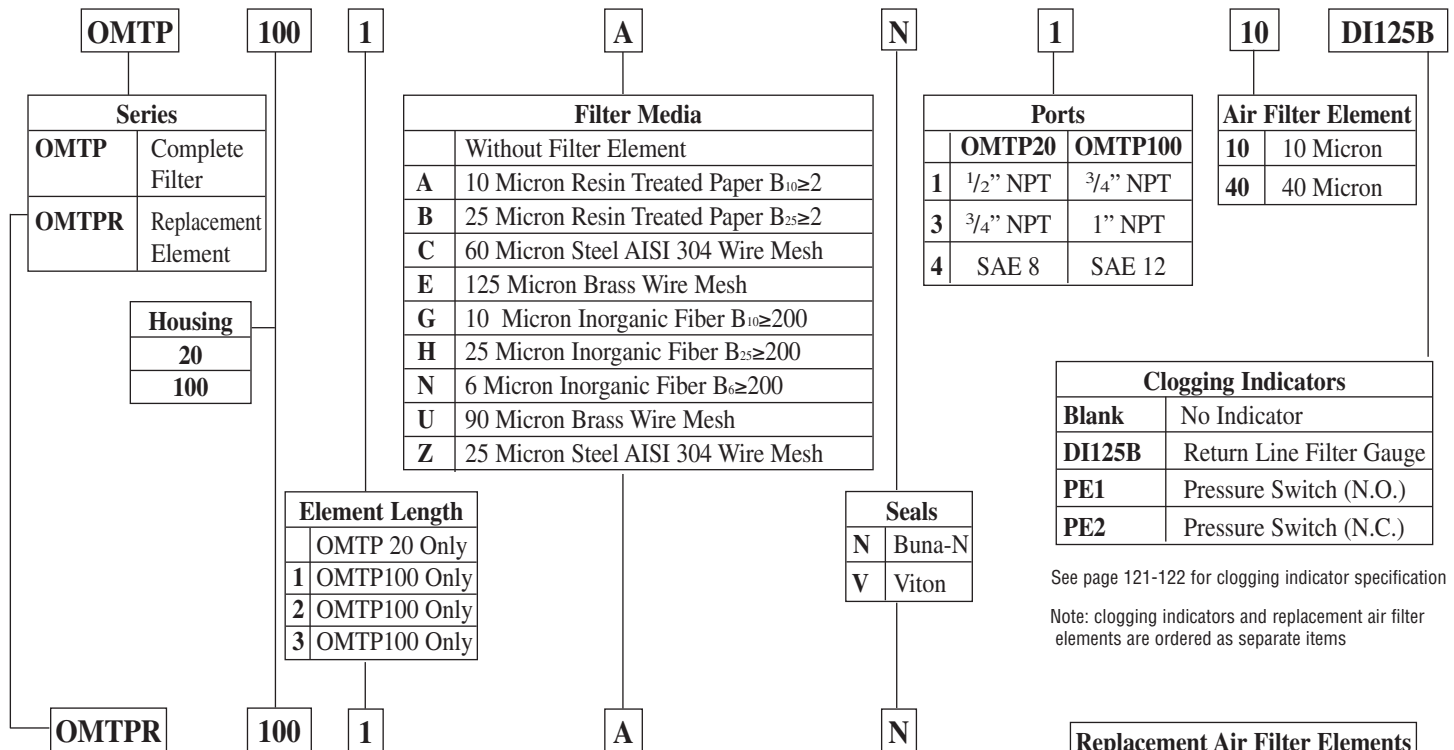 OMTP 100 1 A N 1 10 DI125B
Series
OMTP Complete Filter
OMTPR Replacement Element
Housing
20
100
Filter Media
Without Filter Element
A 10 Micron Resin Treated Paper B10≥2
B 25 Micron Resin Treated Paper B25≥2
C 60 Micron Steel AISI 304 Wire Mesh
E 125 Micron Brass Wire Mesh
G 10 Micron Inorganic Fiber B10≥200
H 25 Micron Inorganic Fiber B25≥200
N 6 Micron Inorganic Fiber B6≥200
U 90 Micron Brass Wire Mesh
Z 25 Micron Steel AISI 304 Wire Mesh
Element Length
OMTP 20 Only
1 OMTP100 Only
2 OMTP100 Only
3 OMTP100 Only
Seals
N Buna-N
V Viton
Ports
OMTP20 OMTP100
1 1/2” NPT 3/4” NPT
3 3/4” NPT 1” NPT
4 SAE 8 SAE 12
Air Filter Element
10 10 Micron
40 40 Micron
Clogging Indicators
Blank No Indicator
DI125B Return Line Filter Gauge
PE1 Pressure Switch (N.O.)
PE2 Pressure Switch (N.C.)
See page 121-122 for clogging indicator specification
Note: clogging indicators and replacement air filter
elements are ordered as separate items
OMTPR 100 1 A N
Replacement Air Filter Elements